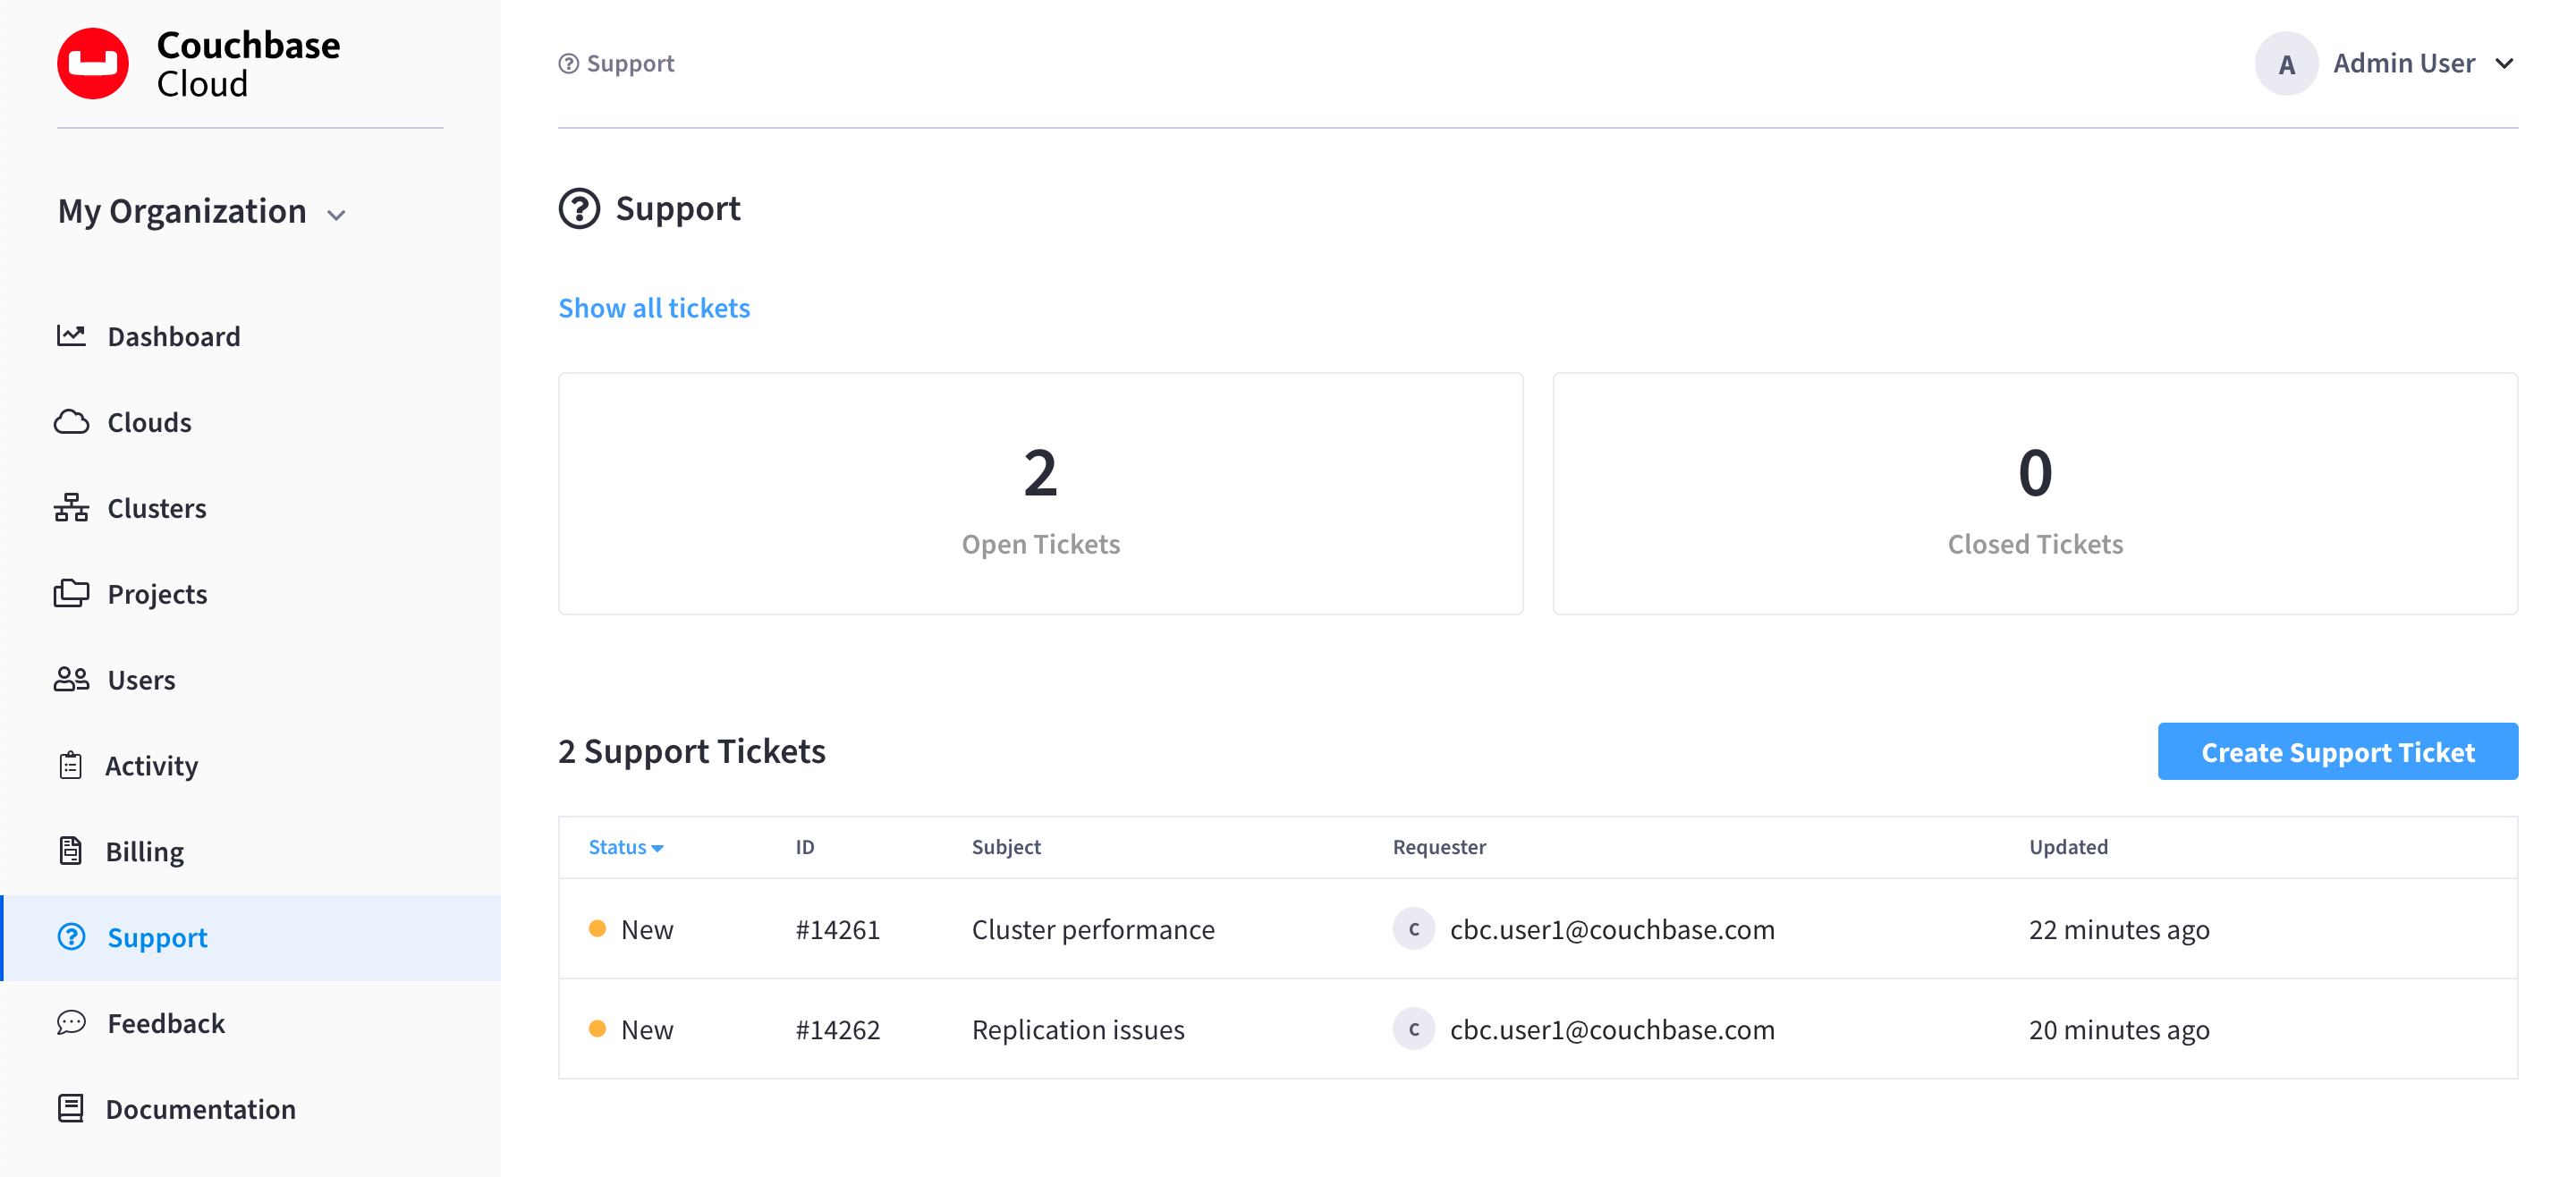 Couchbase
Cloud
My Organization
Dashboard
Clouds
Clusters
Projects
Users
Activity
Billing
Support
Feedback
Documentation
Support
A Admin User
Support
Show all tickets
2
Open Tickets
0
Closed Tickets
2 Support Tickets
Create Support Ticket
Status ID Subject Requester Updated
New #14261 Cluster performance C cbc.user1@couchbase.com 22 minutes ago
New #14262 Replication issues C cbc.user1@couchbase.com 20 minutes ago